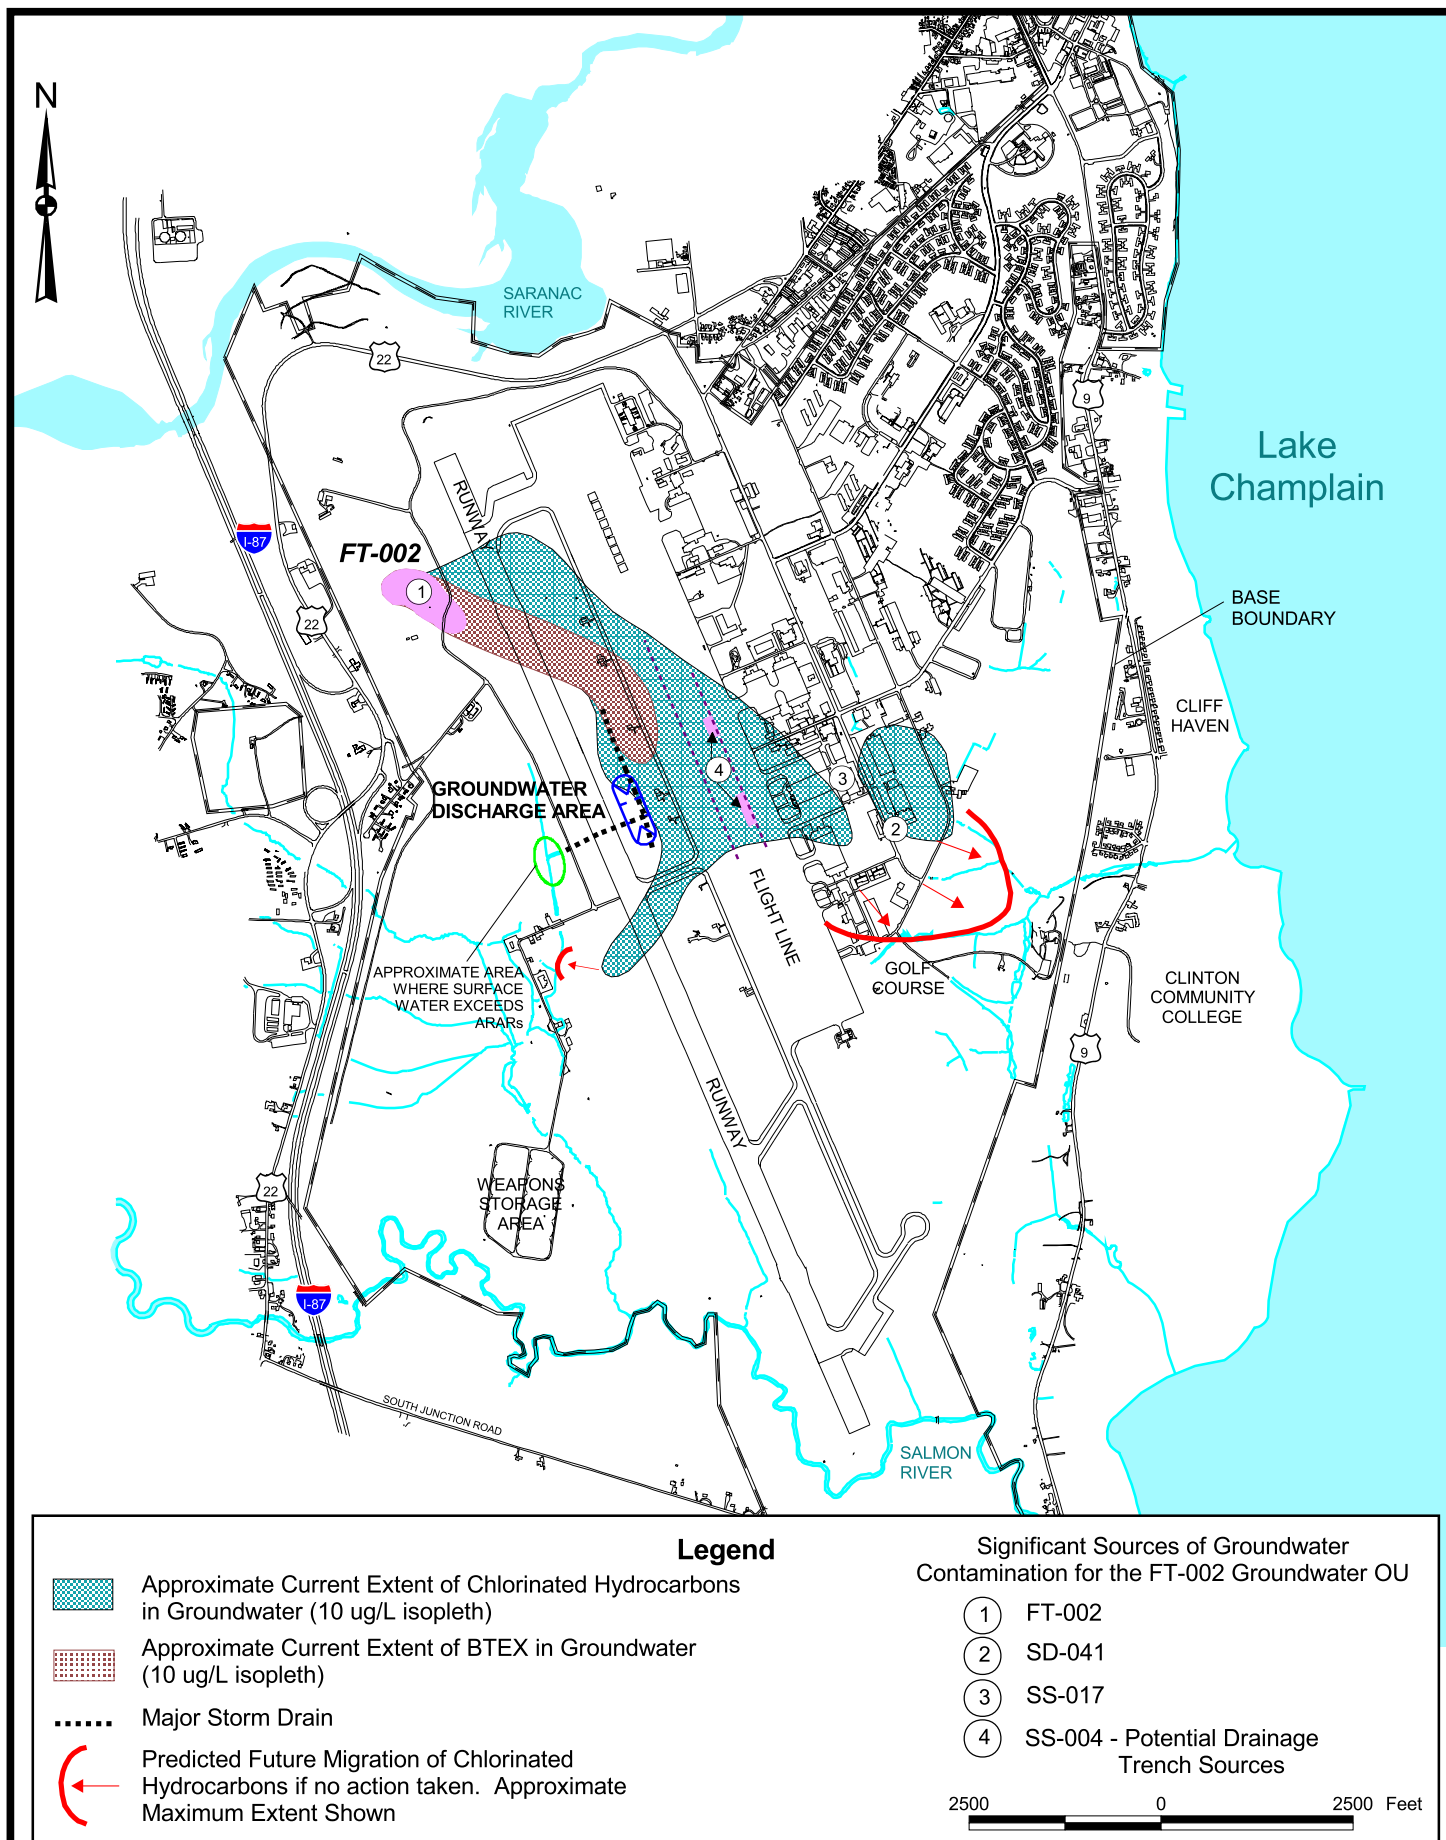 N
SARANAC
RIVER
22
9
Lake
Champlain
RUNWAY
I-87
FT-002
1
22
BASE
BOUNDARY
CLIFF
HAVEN
4
3
GROUNDWATER
DISCHARGE AREA
2
FLIGHT LINE
APPROXIMATE AREA
WHERE SURFACE
WATER EXCEEDS
ARARs
GOLF
COURSE
CLINTON
COMMUNITY
COLLEGE
9
RUNWAY
22
WEAPONS
STORAGE
AREA
I-87
SOUTH JUNCTION ROAD
SALMON
RIVER
Legend
Approximate Current Extent of Chlorinated Hydrocarbons
in Groundwater (10 ug/L isopleth)
Approximate Current Extent of BTEX in Groundwater
(10 ug/L isopleth)
Major Storm Drain
Predicted Future Migration of Chlorinated
Hydrocarbons if no action taken.  Approximate
Maximum Extent Shown
Significant Sources of Groundwater
Contamination for the FT-002 Groundwater OU
1 FT-002
2 SD-041
3 SS-017
4 SS-004 - Potential Drainage
Trench Sources
2500 0 2500 Feet